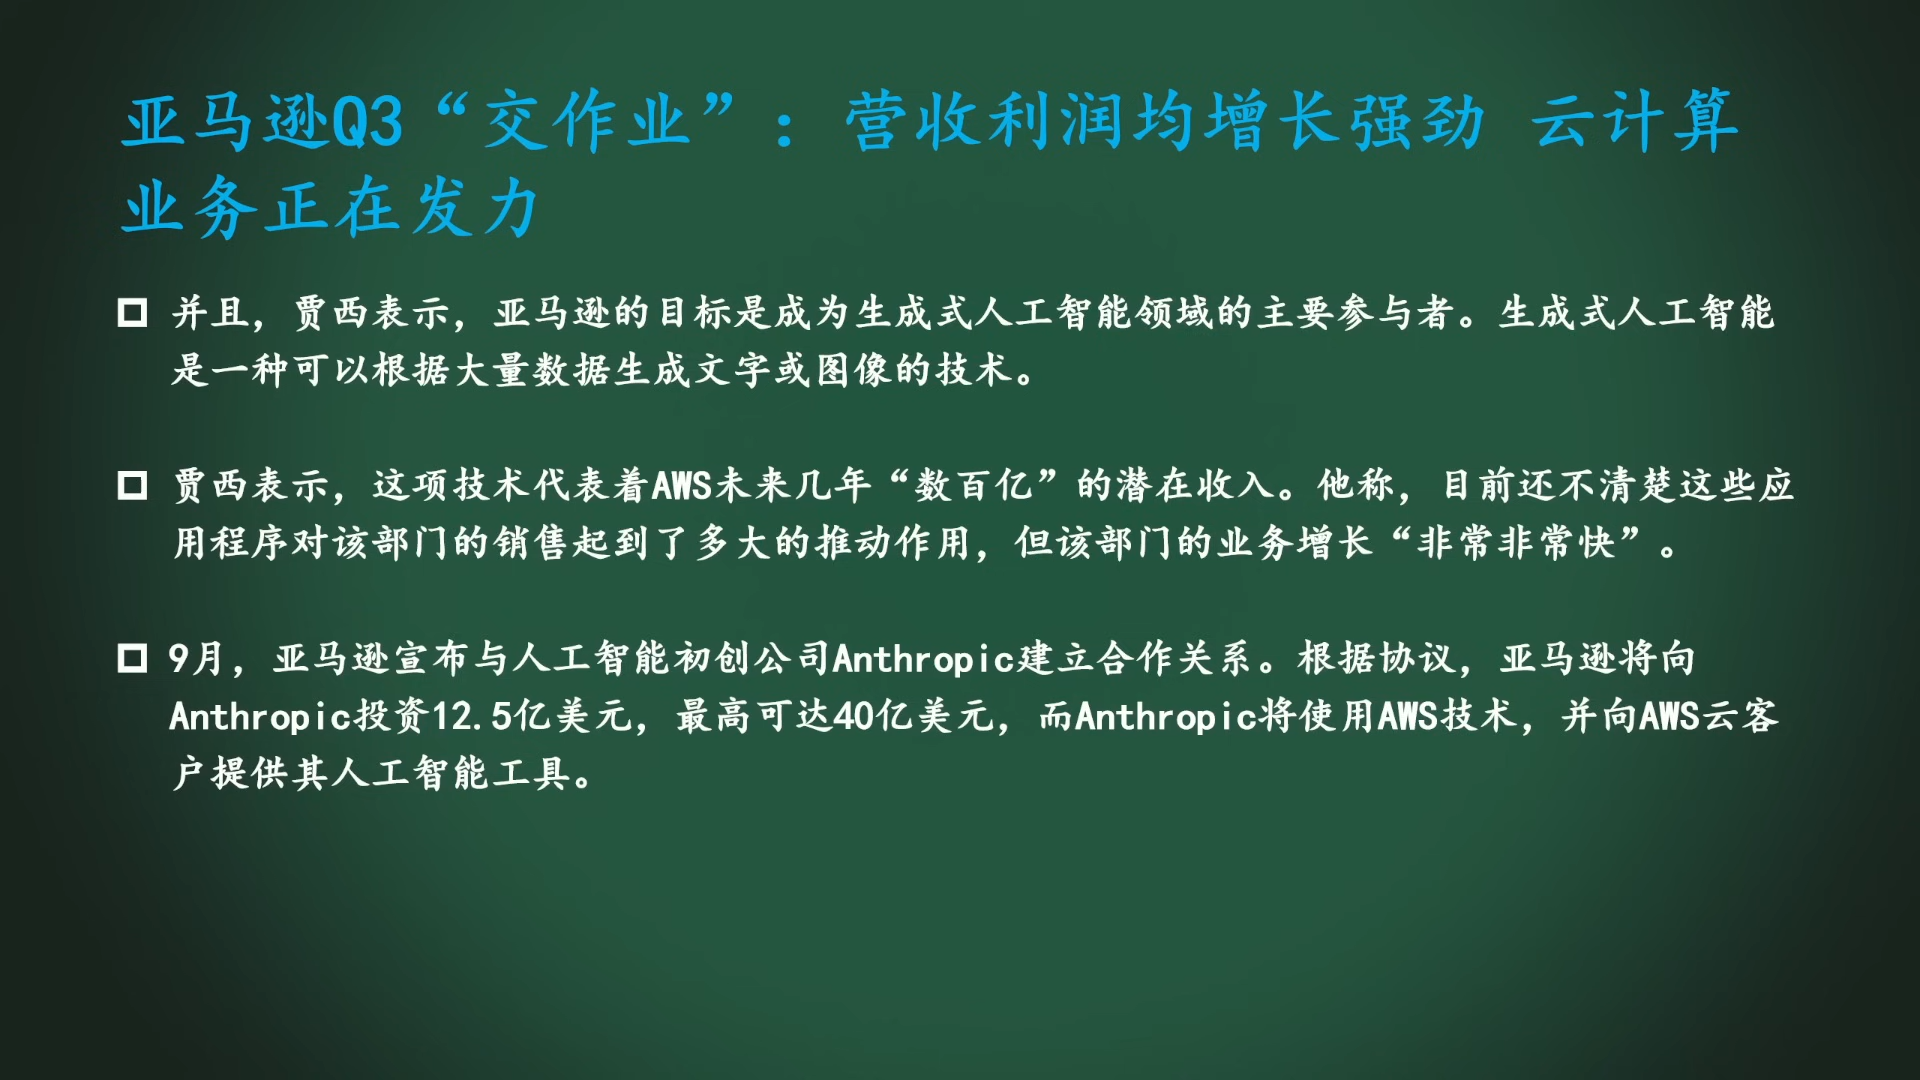 亚马逊Q3“交作业”：营收利润均增长强劲 云计算
业务正在发力
并且，贾西表示，亚马逊的目标是成为生成式人工智能领域的主要参与者。生成式人工智能
是一种可以根据大量数据生成文字或图像的技术。
贾西表示，这项技术代表着AWS未来几年“数百亿”的潜在收入。他称，目前还不清楚这些应
用程序对该部门的销售起到了多大的推动作用，但该部门的业务增长“非常非常快”。
9月，亚马逊宣布与人工智能初创公司Anthropic建立合作关系。根据协议，亚马逊将向
Anthropic投资12.5亿美元，最高可达40亿美元，而Anthropic将使用AWS技术，并向AWS云客
户提供其人工智能工具。